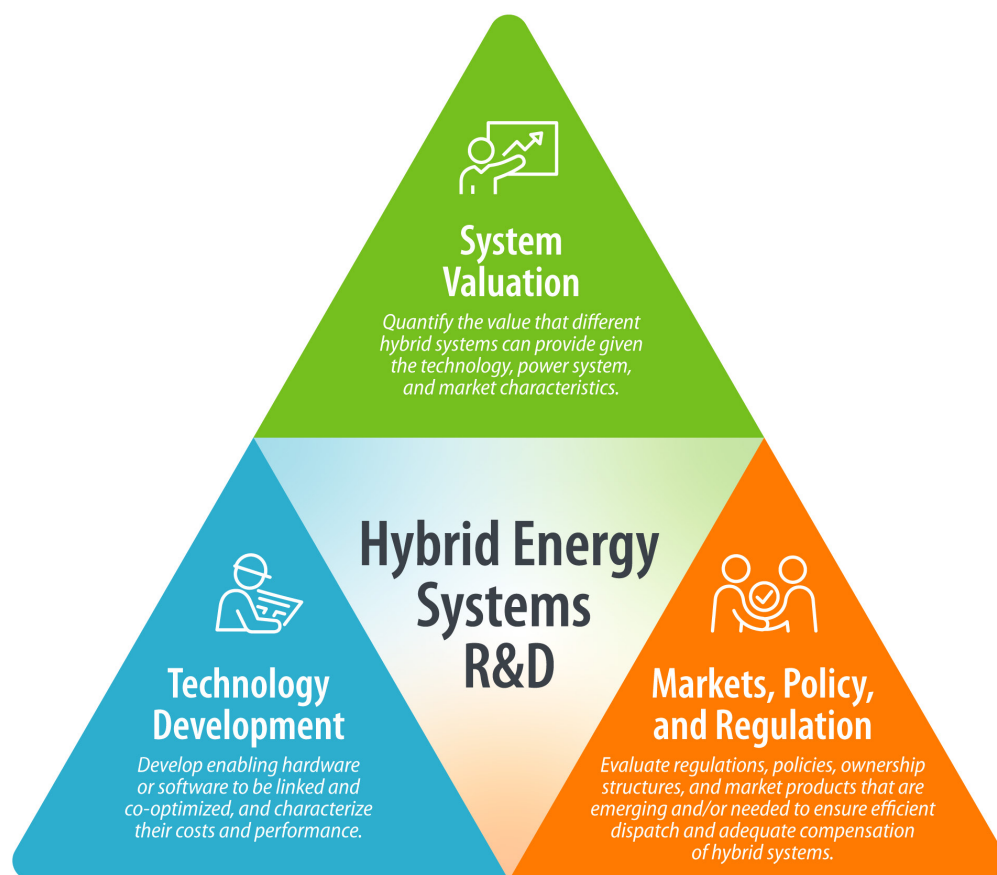 System
Valuation
Quantify the value that different
hybrid systems can provide given
the technology, power system,
and market characteristics.
Hybrid Energy
Systems
R&D
Technology
Development
Develop enabling hardware
or software to be linked and
co-optimized, and characterize
their costs and performance.
Markets, Policy,
and Regulation
Evaluate regulations, policies, ownership
structures, and market products that are
emerging and/or needed to ensure efficient
dispatch and adequate compensation
of hybrid systems.